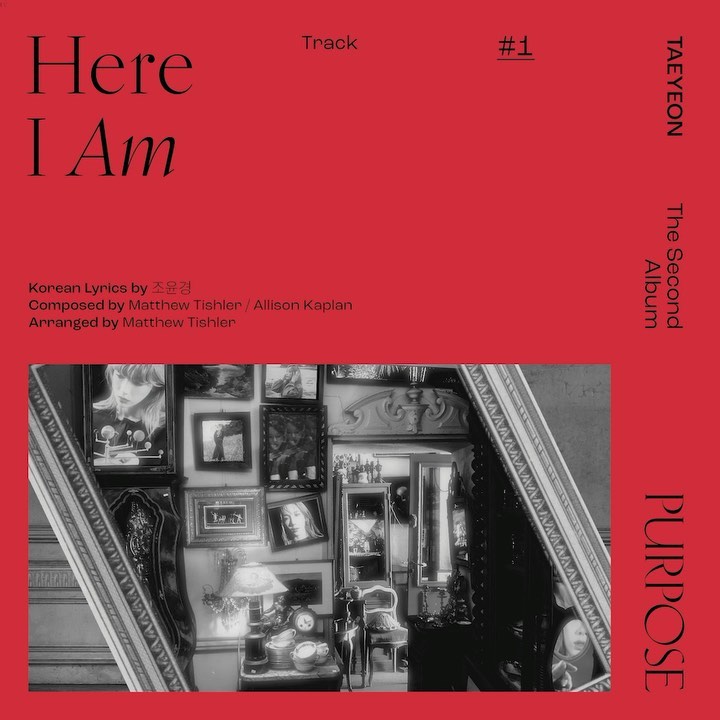 Here
I Am
Track
#1
Korean Lyrics by 조윤경
Composed by Matthew Tishler / Allison Kaplan
Arranged by Matthew Tishler
TAEYEON
The Second
Album
PURPOSE